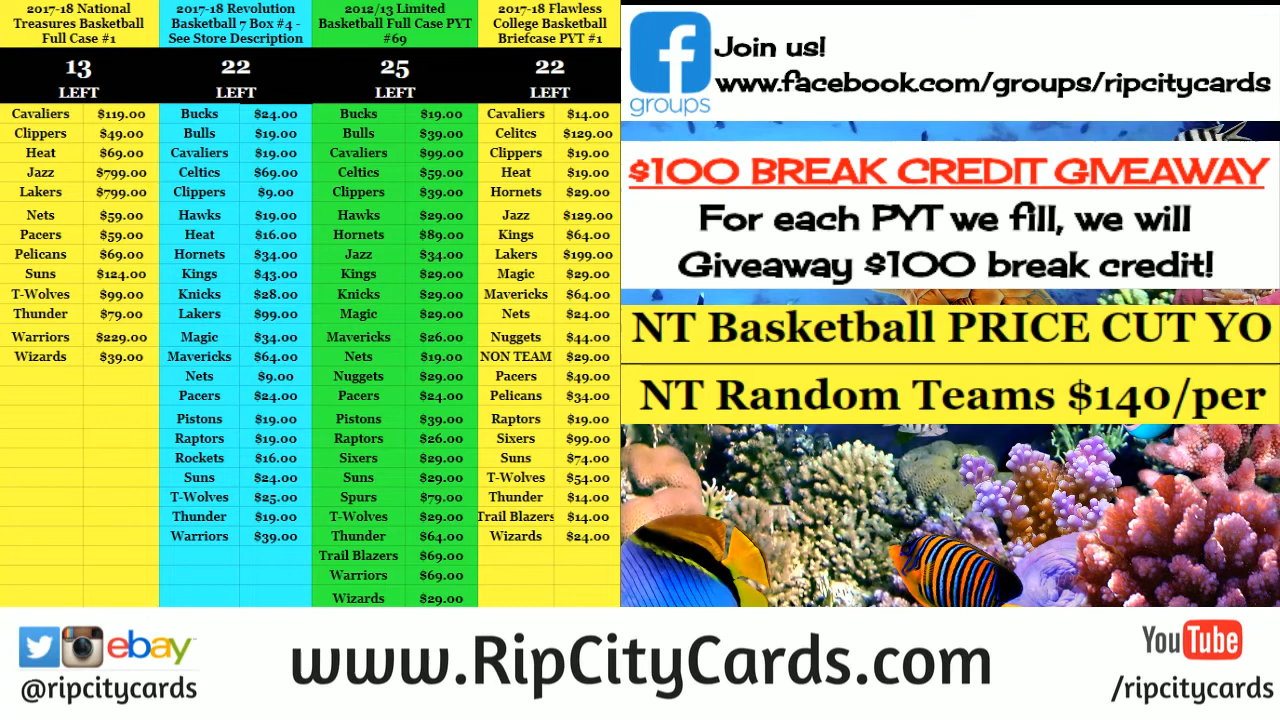 2017-18 National
Treasures Basketball
Full Case #1
13
LEFT
Cavaliers $119.00
Clippers $49.00
Heat $69.00
Jazz $799.00
Lakers $799.00
Nets $59.00
Pacers $59.00
Pelicans $69.00
Suns $124.00
T-Wolves $99.00
Thunder $79.00
Warriors $229.00
Wizards $39.00
2017-18 Revolution
Basketball 7 Box #4 -
See Store Description
22
LEFT
Bucks $24.00
Bulls $19.00
Cavaliers $19.00
Celtics $69.00
Clippers $9.00
Hawks $19.00
Heat $16.00
Hornets $34.00
Kings $43.00
Knicks $28.00
Lakers $99.00
Magic $34.00
Mavericks $64.00
Nets $9.00
Pacers $24.00
Pistons $19.00
Raptors $19.00
Rockets $16.00
Suns $24.00
T-Wolves $25.00
Thunder $19.00
Warriors $39.00
2012/13 Limited
Basketball Full Case PYT
#69
25
LEFT
Bucks $19.00
Bulls $39.00
Cavaliers $99.00
Celtics $59.00
Clippers $39.00
Hawks $29.00
Hornets $89.00
Jazz $34.00
Kings $29.00
Knicks $29.00
Magic $29.00
Mavericks $26.00
Nets $19.00
Nuggets $29.00
Pacers $24.00
Pistons $39.00
Raptors $26.00
Sixers $29.00
Suns $29.00
Spurs $79.00
T-Wolves $29.00
Thunder $64.00
Trail Blazers $69.00
Warriors $69.00
Wizards $29.00
2017-18 Flawless
College Basketball
Briefcase PYT #1
22
LEFT
Cavaliers $14.00
Celitcs $129.00
Clippers $19.00
Heat $19.00
Hornets $29.00
Jazz $129.00
Kings $64.00
Lakers $199.00
Magic $29.00
Mavericks $64.00
Nets $24.00
Nuggets $44.00
NON TEAM $29.00
Pacers $49.00
Pelicans $34.00
Raptors $19.00
Sixers $99.00
Suns $74.00
T-Wolves $54.00
Thunder $14.00
Trail Blazers $14.00
Wizards $24.00
f
groups
Join us!
www.facebook.com/groups/ripcitycards
$100 BREAK CREDIT GIVEAWAY
For each PYT we fill, we will
Giveaway $100 break credit!
NT Basketball PRICE CUT YO
NT Random Teams $140/per
ebay
@ripcitycards
www.RipCityCards.com
YouTube
/ripcitycards